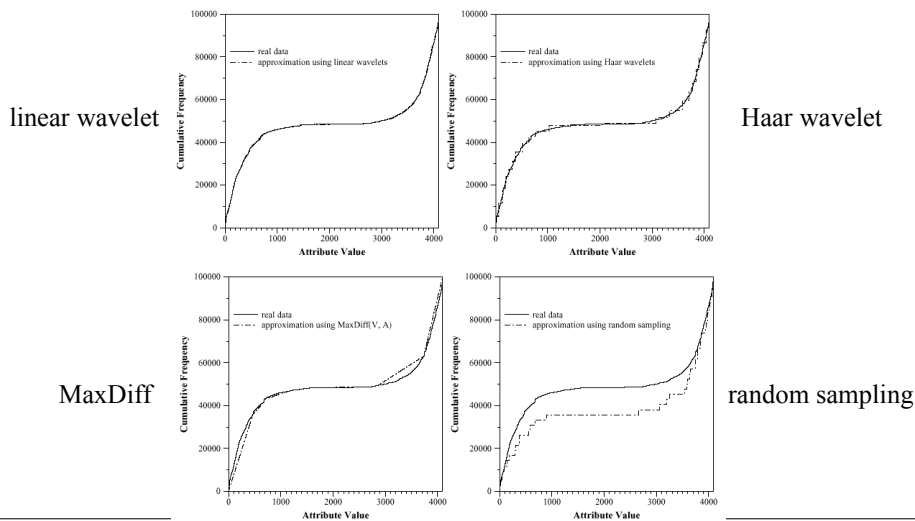 linear wavelet
100000
80000
60000
40000
20000
0
Cumulative Frequency
real data
approximation using linear wavelets
0 1000 2000 3000 4000
Attribute Value
100000
80000
60000
40000
20000
0
Cumulative Frequency
real data
approximation using Haar wavelets
0 1000 2000 3000 4000
Attribute Value
Haar wavelet
MaxDiff
100000
80000
60000
40000
20000
0
Cumulative Frequency
real data
approximation using MaxDiff(V, A)
0 1000 2000 3000 4000
Attribute Value
100000
80000
60000
40000
20000
0
Cumulative Frequency
real data
approximation using random sampling
0 1000 2000 3000 4000
Attribute Value
random sampling